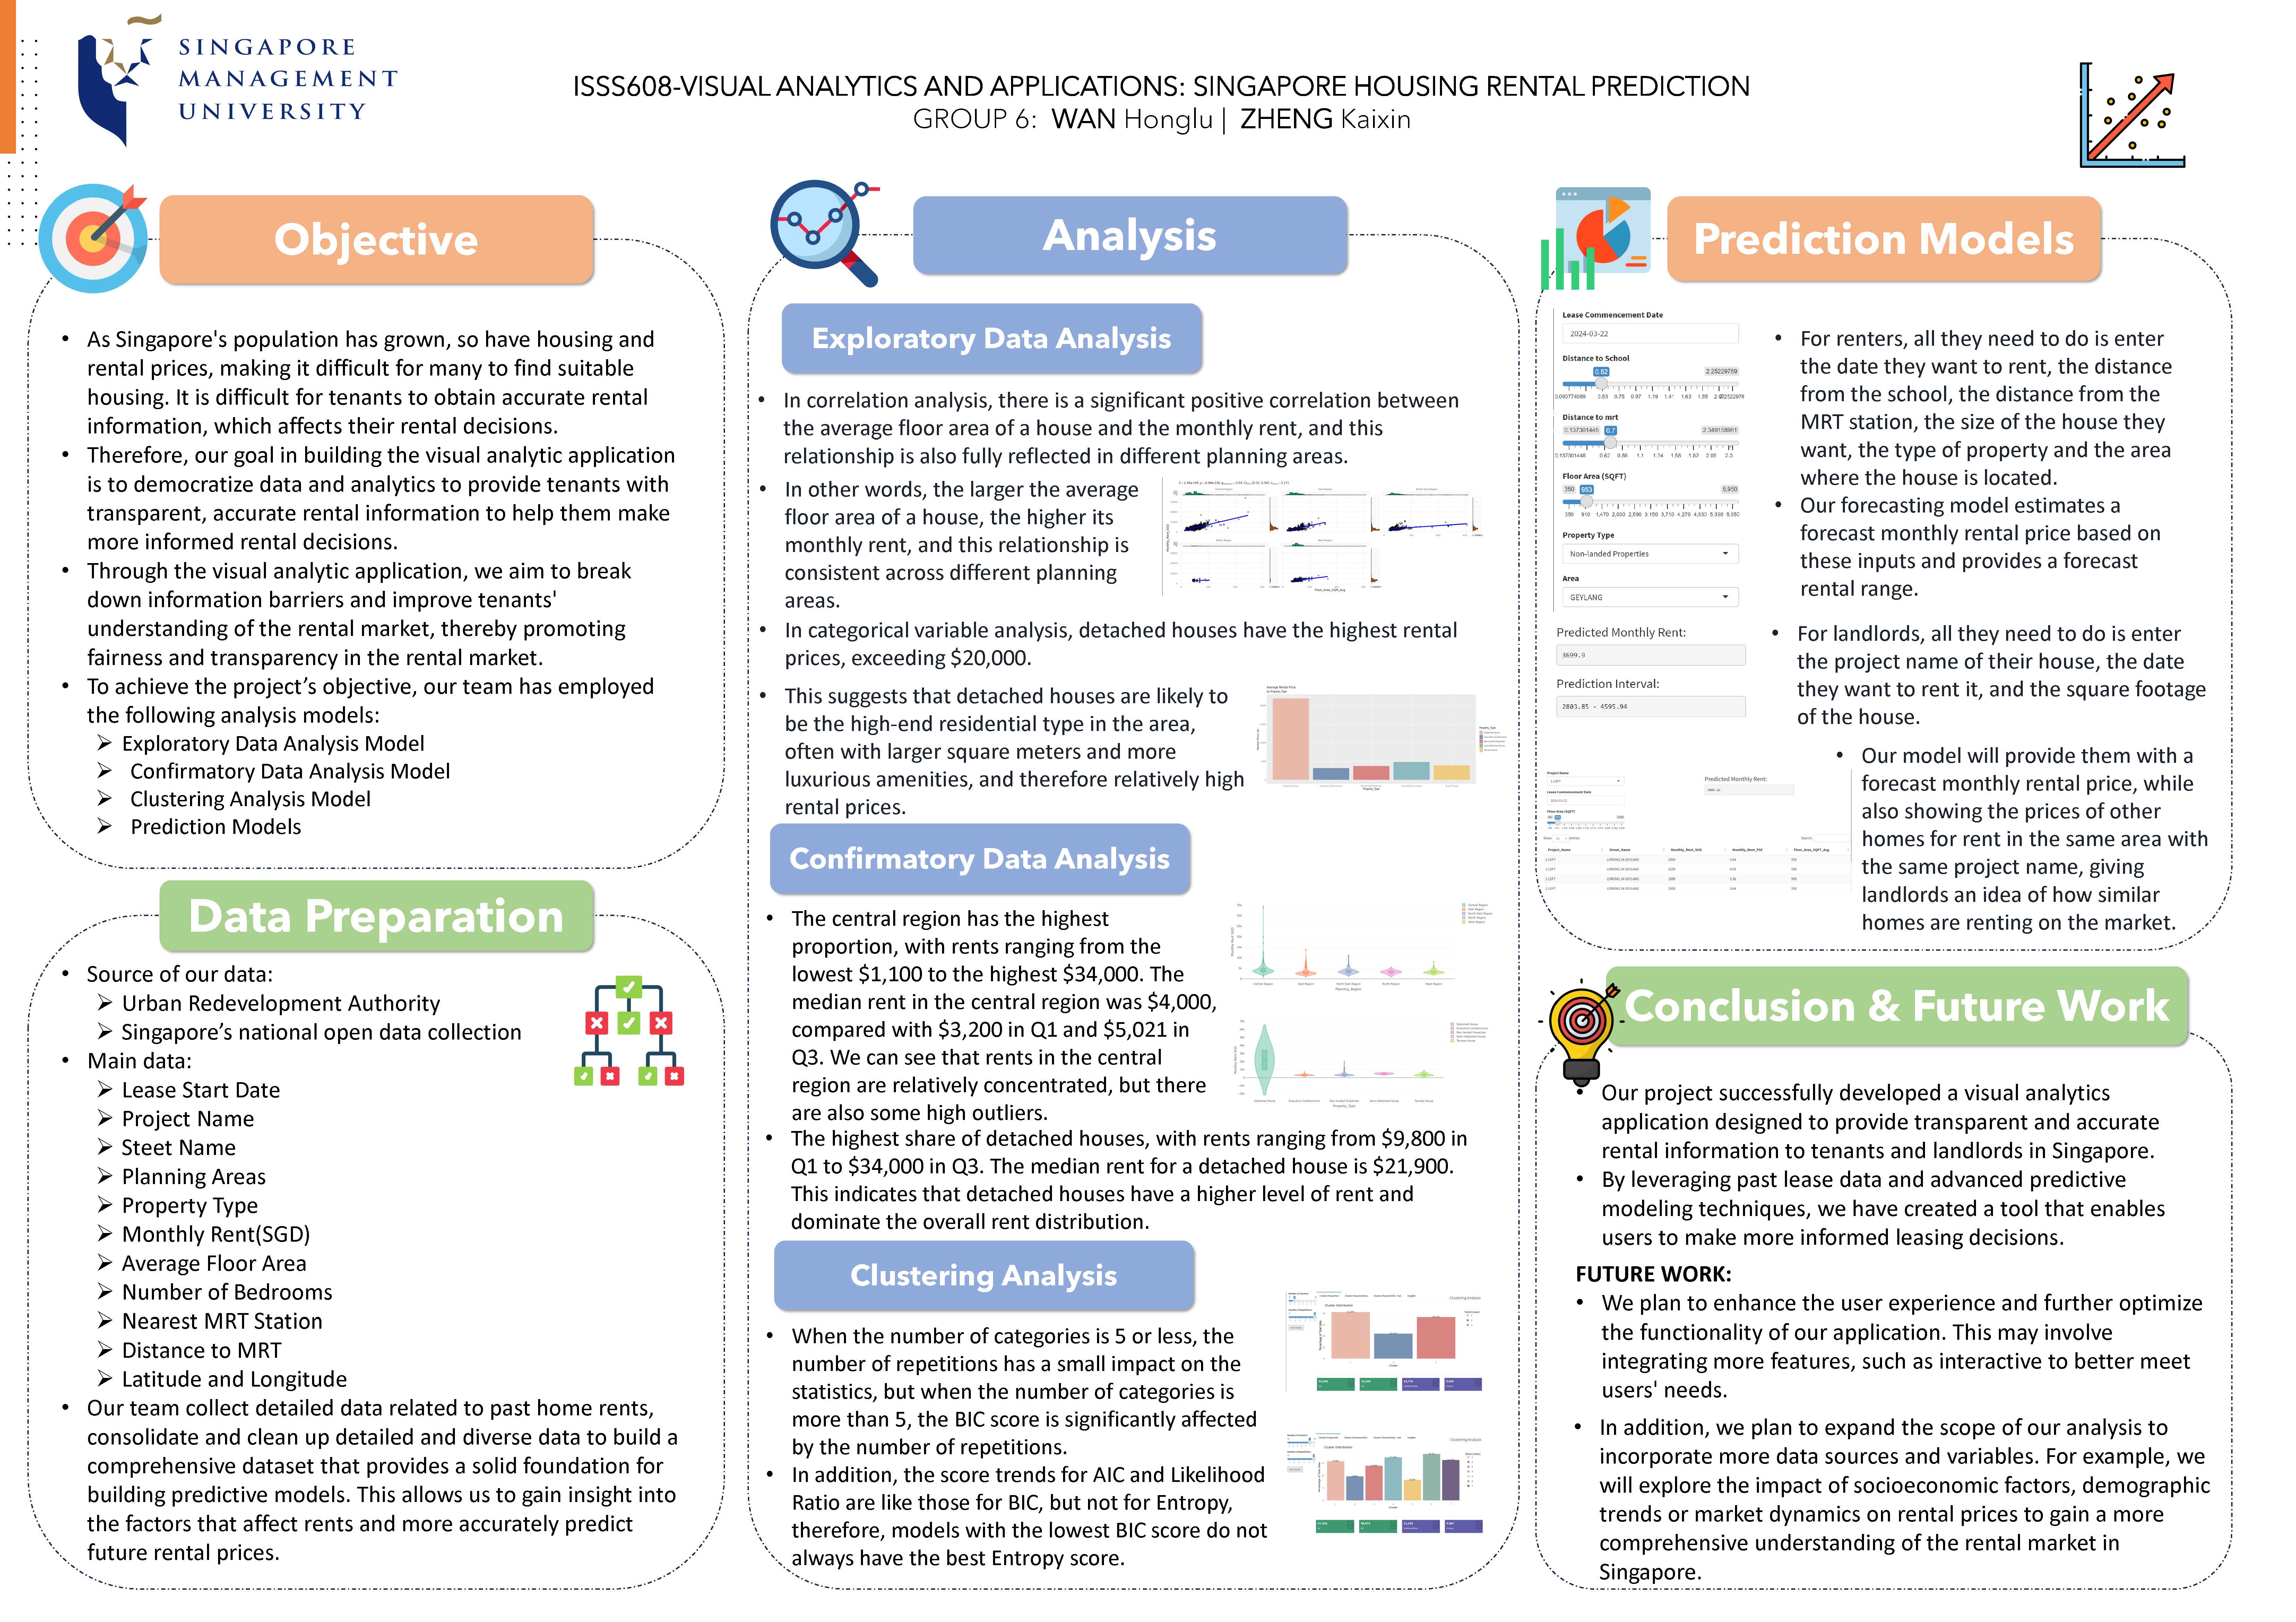 SINGAPORE
MANAGEMENT
UNIVERSITY
ISSS608-VISUAL ANALYTICS AND APPLICATIONS: SINGAPORE HOUSING RENTAL PREDICTION
GROUP 6: WAN Honglu | ZHENG Kaixin
Objective
• As Singapore's population has grown, so have housing and
rental prices, making it difficult for many to find suitable
housing. It is difficult for tenants to obtain accurate rental
information, which affects their rental decisions.
• Therefore, our goal in building the visual analytic application
is to democratize data and analytics to provide tenants with
transparent, accurate rental information to help them make
more informed rental decisions.
• Through the visual analytic application, we aim to break
down information barriers and improve tenants'
understanding of the rental market, thereby promoting
fairness and transparency in the rental market.
• To achieve the project’s objective, our team has employed
the following analysis models:
➢ Exploratory Data Analysis Model
➢ Confirmatory Data Analysis Model
➢ Clustering Analysis Model
➢ Prediction Models
Data Preparation
• Source of our data:
➢ Urban Redevelopment Authority
➢ Singapore’s national open data collection
• Main data:
➢ Lease Start Date
➢ Project Name
➢ Steet Name
➢ Planning Areas
➢ Property Type
➢ Monthly Rent(SGD)
➢ Average Floor Area
➢ Number of Bedrooms
➢ Nearest MRT Station
➢ Distance to MRT
➢ Latitude and Longitude
• Our team collect detailed data related to past home rents,
consolidate and clean up detailed and diverse data to build a
comprehensive dataset that provides a solid foundation for
building predictive models. This allows us to gain insight into
the factors that affect rents and more accurately predict
future rental prices.
Analysis
Exploratory Data Analysis
• In correlation analysis, there is a significant positive correlation between
the average floor area of a house and the monthly rent, and this
relationship is also fully reflected in different planning areas.
• In other words, the larger the average
floor area of a house, the higher its
monthly rent, and this relationship is
consistent across different planning
areas.
• In categorical variable analysis, detached houses have the highest rental
prices, exceeding $20,000.
• This suggests that detached houses are likely to
be the high-end residential type in the area,
often with larger square meters and more
luxurious amenities, and therefore relatively high
rental prices.
Confirmatory Data Analysis
• The central region has the highest
proportion, with rents ranging from the
lowest $1,100 to the highest $34,000. The
median rent in the central region was $4,000,
compared with $3,200 in Q1 and $5,021 in
Q3. We can see that rents in the central
region are relatively concentrated, but there
are also some high outliers.
• The highest share of detached houses, with rents ranging from $9,800 in
Q1 to $34,000 in Q3. The median rent for a detached house is $21,900.
This indicates that detached houses have a higher level of rent and
dominate the overall rent distribution.
Clustering Analysis
• When the number of categories is 5 or less, the
number of repetitions has a small impact on the
statistics, but when the number of categories is
more than 5, the BIC score is significantly affected
by the number of repetitions.
• In addition, the score trends for AIC and Likelihood
Ratio are like those for BIC, but not for Entropy,
therefore, models with the lowest BIC score do not
always have the best Entropy score.
Clustering Analysis
Cluster Distribution
Clustering Analysis
Cluster Distribution
Prediction Models
Lease Commencement Date
2024-03-22
Distance to School
0.52 2.25229769
Distance to mrt
0.137301448 0.7 2.349158961
Floor Area (SQFT)
350 953 5,950
Property Type
Non-landed Properties
Area
GEYLANG
Predicted Monthly Rent:
3699.9
Prediction Interval:
2803.85 - 4595.94
• For renters, all they need to do is enter
the date they want to rent, the distance
from the school, the distance from the
MRT station, the size of the house they
want, the type of property and the area
where the house is located.
• Our forecasting model estimates a
forecast monthly rental price based on
these inputs and provides a forecast
rental range.
• For landlords, all they need to do is enter
the project name of their house, the date
they want to rent it, and the square footage
of the house.
• Our model will provide them with a
forecast monthly rental price, while
also showing the prices of other
homes for rent in the same area with
the same project name, giving
landlords an idea of how similar
homes are renting on the market.
Project Name
Lease Commencement Date
Floor Area (SQFT)
Predicted Monthly Rent:
Project_Name Street_Name Monthly_Rent_SGD Monthly_Rent_PSF Floor_Area_SQFT_Avg
Conclusion & Future Work
• Our project successfully developed a visual analytics
application designed to provide transparent and accurate
rental information to tenants and landlords in Singapore.
• By leveraging past lease data and advanced predictive
modeling techniques, we have created a tool that enables
users to make more informed leasing decisions.
FUTURE WORK:
• We plan to enhance the user experience and further optimize
the functionality of our application. This may involve
integrating more features, such as interactive to better meet
users' needs.
• In addition, we plan to expand the scope of our analysis to
incorporate more data sources and variables. For example, we
will explore the impact of socioeconomic factors, demographic
trends or market dynamics on rental prices to gain a more
comprehensive understanding of the rental market in
Singapore.